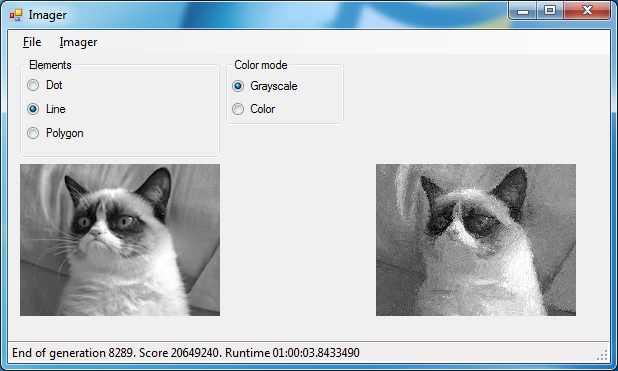 Imager
File Imager
Elements
Dot
Line
Polygon
Color mode
Grayscale
Color
End of generation 8289. Score 20649240. Runtime 01:00:03.8433490